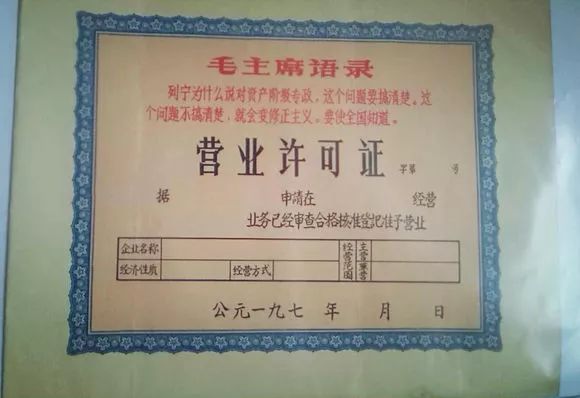 毛主席语录
列宁为什么说对资产阶级专政，这个问题要搞清楚。这
个问题不搞清楚，就会变修正主义。要使全国知道。
营业许可证 字第 号
据 申请在 经营
业务已经审查合格核准登记准予营业
企业名称 经营范围 主营
经济性质 经营方式 兼营
公元一九七 年 月 日